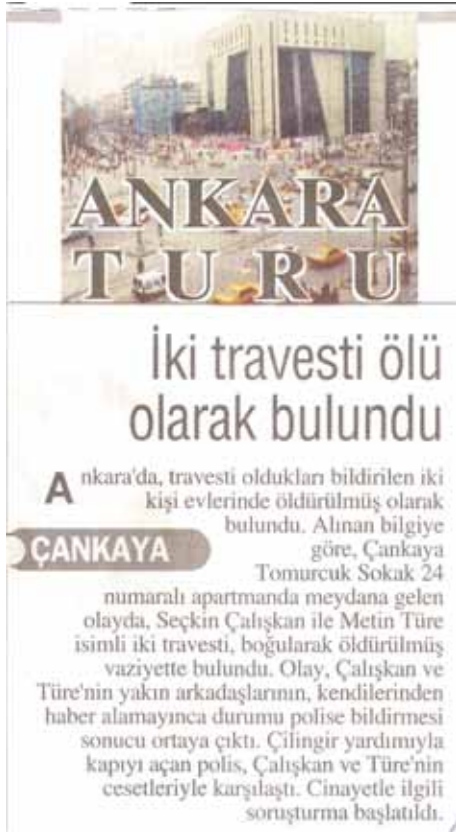 ANKARA
TURU
İki travesti ölü
olarak bulundu
Ankara'da, travesti oldukları bildirilen iki
kişi evlerinde öldürülmüş olarak
bulundu. Alınan bilgiye
ÇANKAYA
göre, Çankaya
Tomurcuk Sokak 24
numaralı apartmanda meydana gelen
olayda, Seçkin Çalışkan ile Metin Türe
isimli iki travesti, boğularak öldürülmüş
vaziyette bulundu. Olay, Çalışkan ve
Türe'nin yakın arkadaşlarının, kendilerinden
haber alamayınca durumu polise bildirmesi
sonucu ortaya çıktı. Çilingir yardımıyla
kapıyı açan polis, Çalışkan ve Türe'nin
cesetleriyle karşılaştı. Cinayetle ilgili
soruşturma başlatıldı.